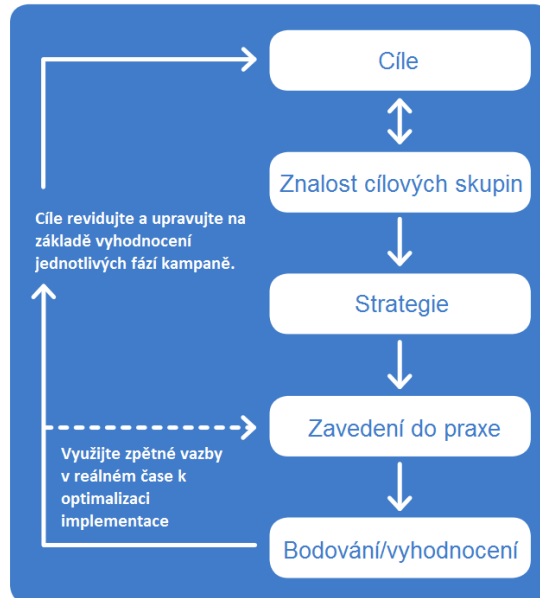 Cíle
Znalost cílových skupin
Cíle revidujte a upravujte na
základě vyhodnocení
jednotlivých fází kampaně.
Strategie
Zavedení do praxe
Využijte zpětné vazby
v reálném čase k
optimalizaci
implementace
Bodování/vyhodnocení